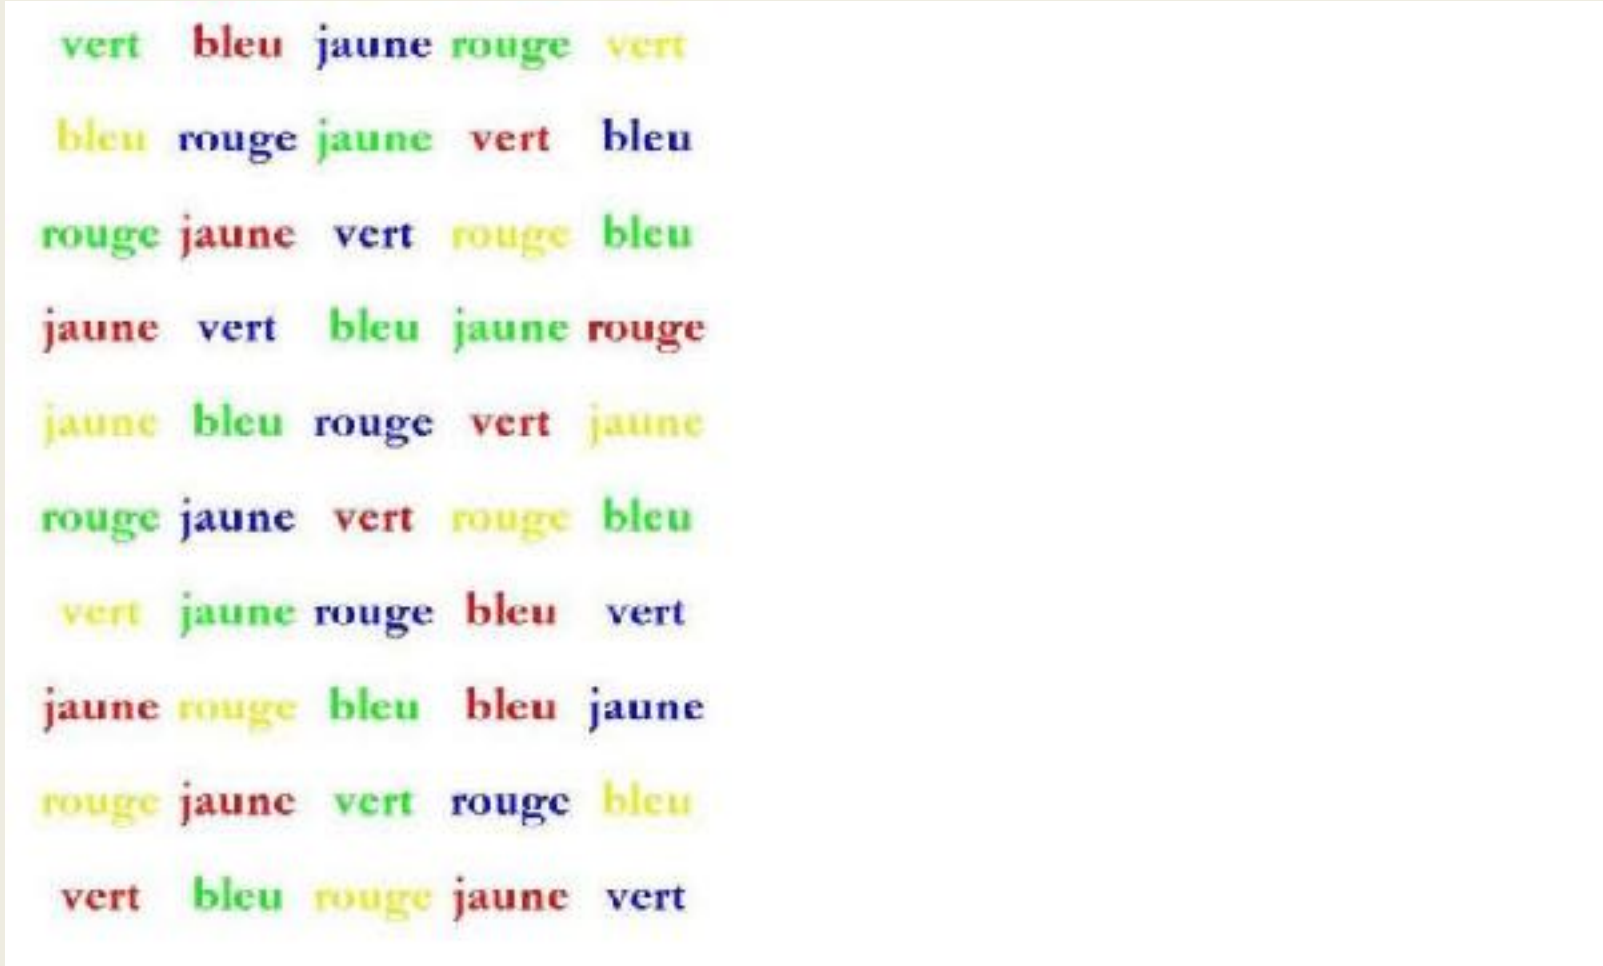 vert bleu jaune rouge vert
bleu rouge jaune vert bleu
rouge jaune vert rouge bleu
jaune vert bleu jaune rouge
jaune bleu rouge vert jaune
rouge jaune vert rouge bleu
vert jaune rouge bleu vert
jaune rouge bleu bleu jaune
rouge jaune vert rouge bleu
vert bleu rouge jaune vert